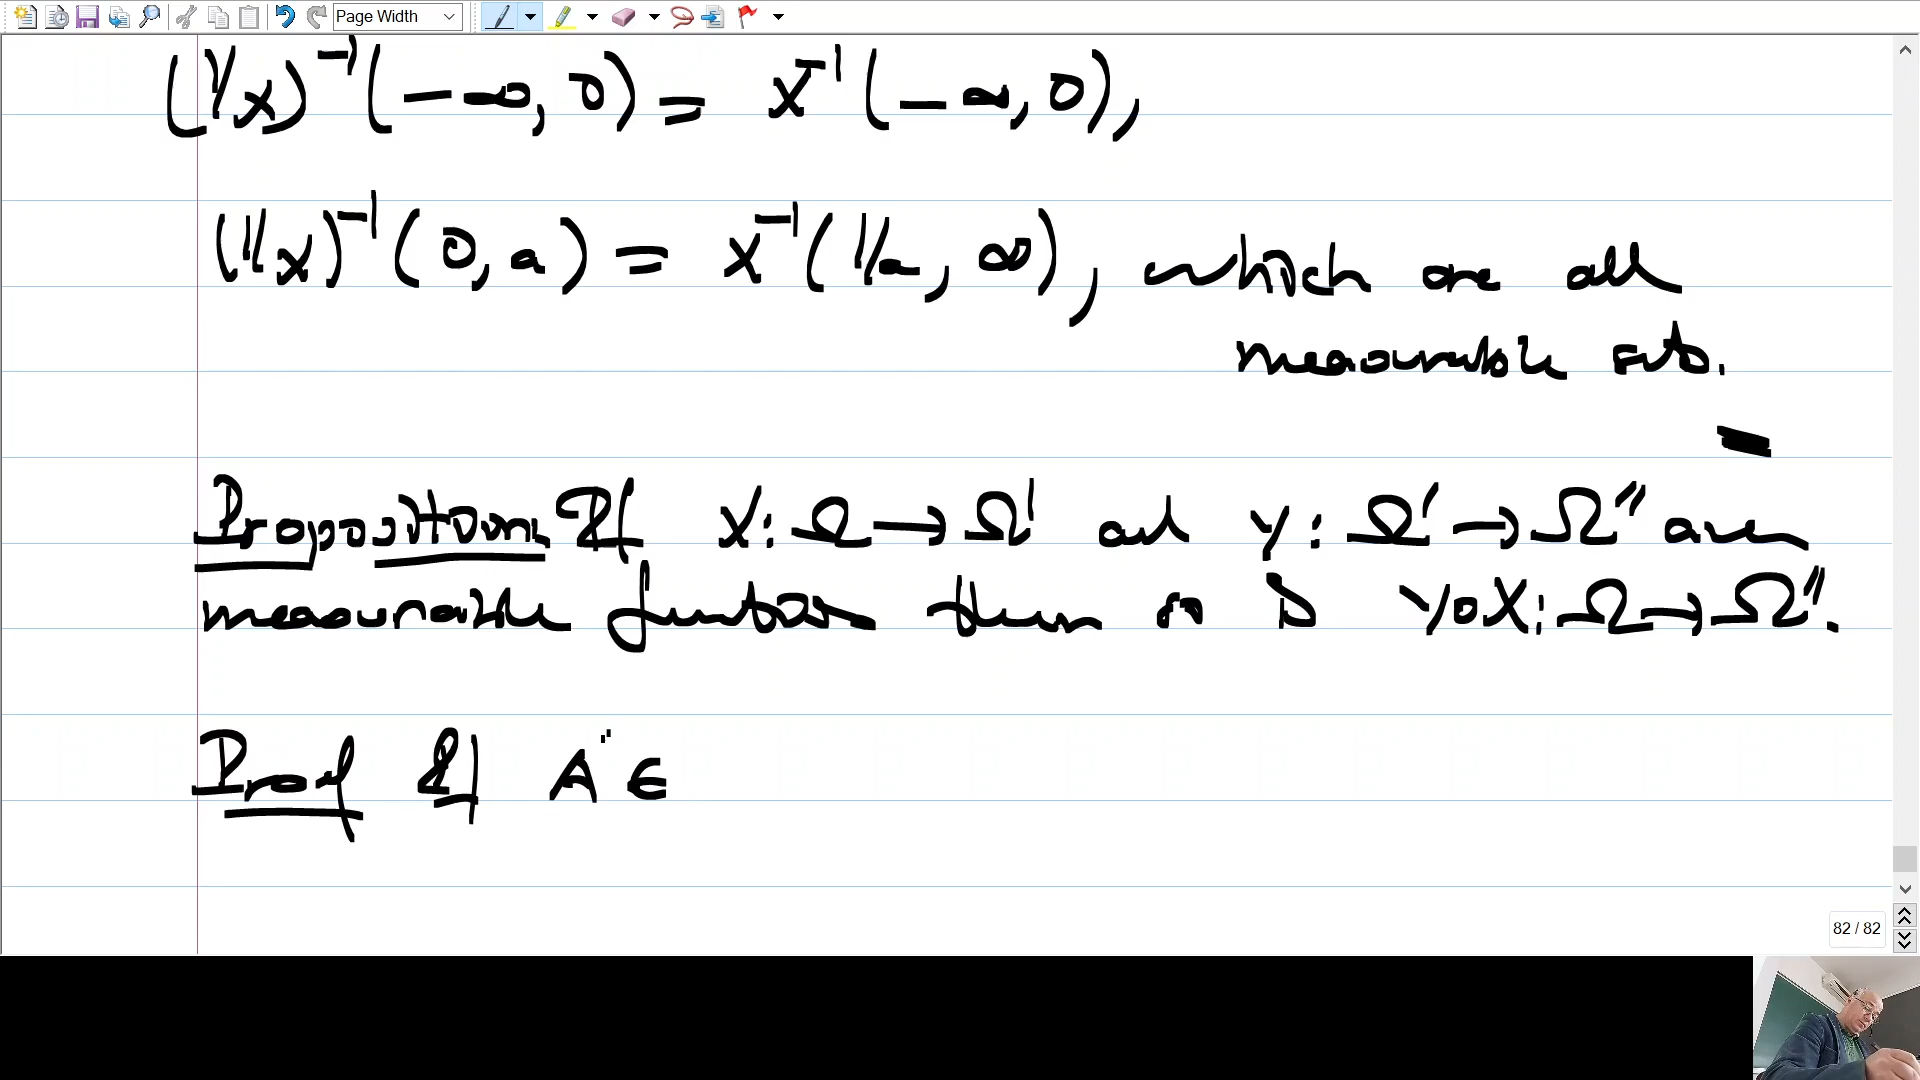 Page Width
(1/X)⁻¹(−∞, 0) = X⁻¹(−∞, 0),
(1/X)⁻¹(0, a) = X⁻¹(1/a, ∞), which are all
measurable sets.
Proposition: If X: Ω → Ω' and Y: Ω' → Ω'' are
measurable functions then so is Y∘X: Ω → Ω''.
Proof If A'' ∈
82 / 82